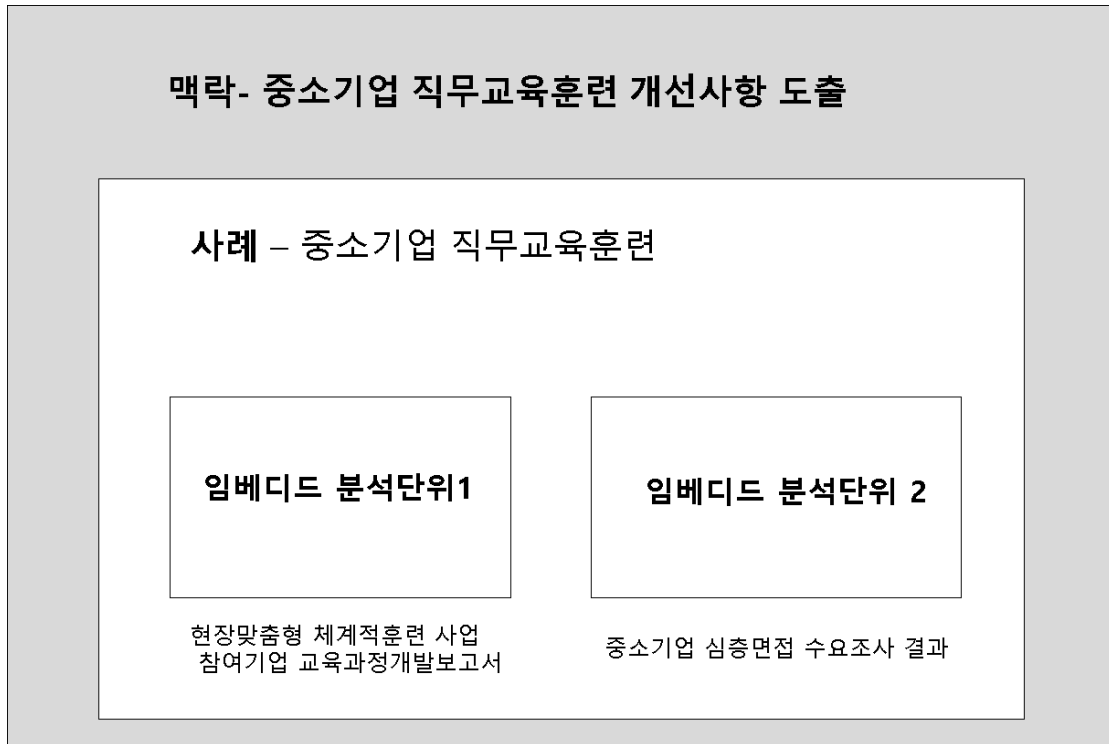 맥락- 중소기업 직무교육훈련 개선사항 도출
사례 – 중소기업 직무교육훈련
임베디드 분석단위1
임베디드 분석단위 2
현장맞춤형 체계적훈련 사업
참여기업 교육과정개발보고서
중소기업 심층면접 수요조사 결과